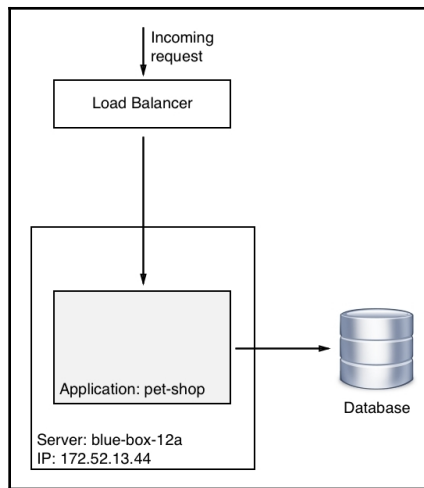 Incoming
request
Load Balancer
Application: pet-shop
Database
Server: blue-box-12a
IP: 172.52.13.44